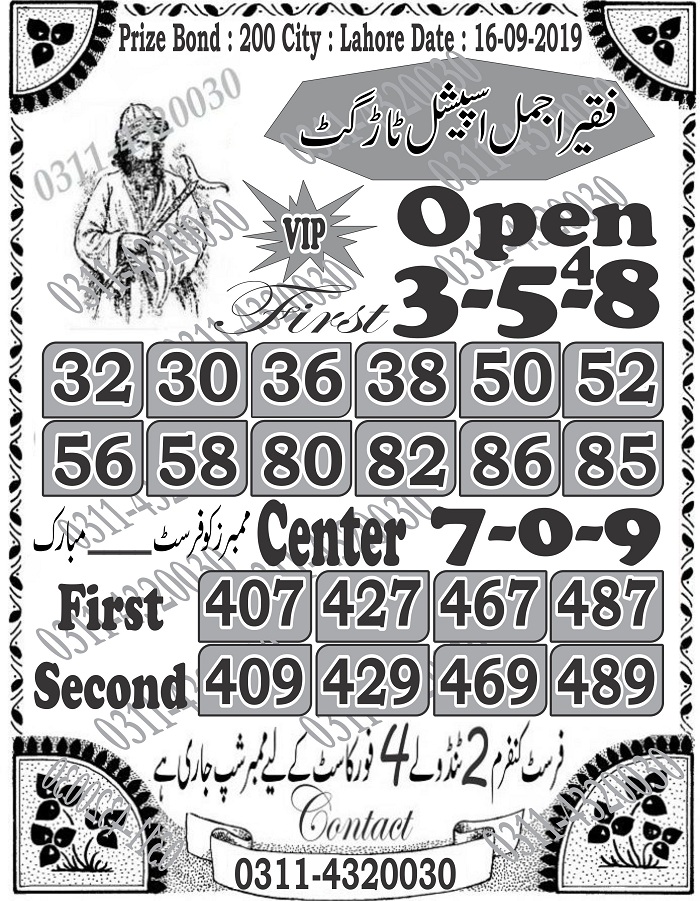 Prize Bond : 200 City : Lahore Date : 16-09-2019
فقیر اجمل اسپیشل ٹارگٹ
VIP
Open
First 3-5-4-8
32 30 36 38 50 52
56 58 80 82 86 85
ممبرز کو فرسٹ ____ مبارک Center 7-0-9
First 407 427 467 487
Second 409 429 469 489
فرسٹ کنفرم 2 ٹنڈولے 4 فورکاسٹ کے لیے ممبر شپ جاری ہے
Contact
0311-4320030